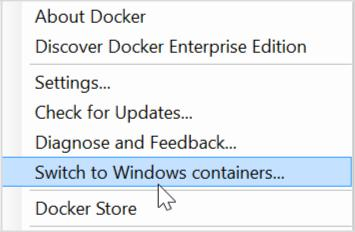 About Docker
Discover Docker Enterprise Edition
Settings...
Check for Updates...
Diagnose and Feedback...
Switch to Windows containers...
Docker Store